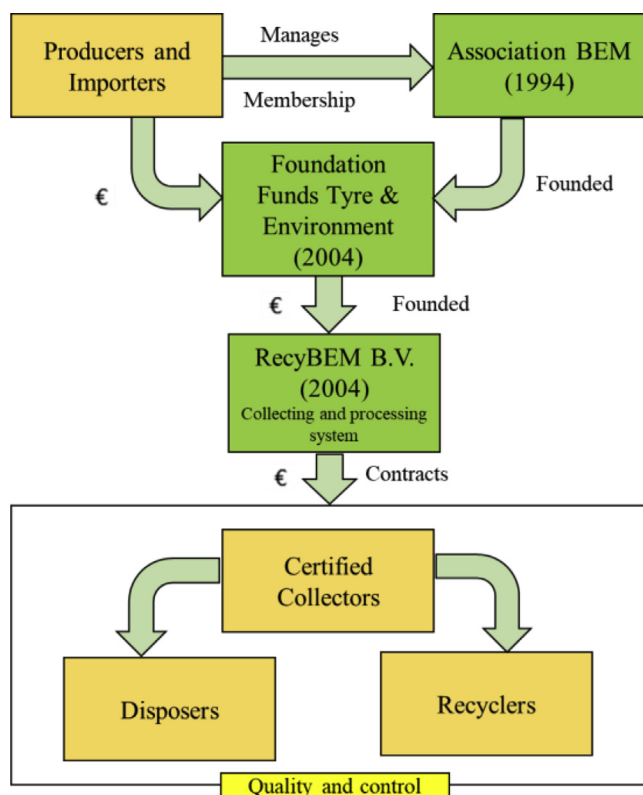 Producers and
Importers
Manages
Membership
Association BEM
(1994)
€
Foundation
Funds Tyre &
Environment
(2004)
Founded
€
Founded
RecyBEM B.V.
(2004)
Collecting and processing
system
€
Contracts
Certified
Collectors
Disposers
Recyclers
Quality and control